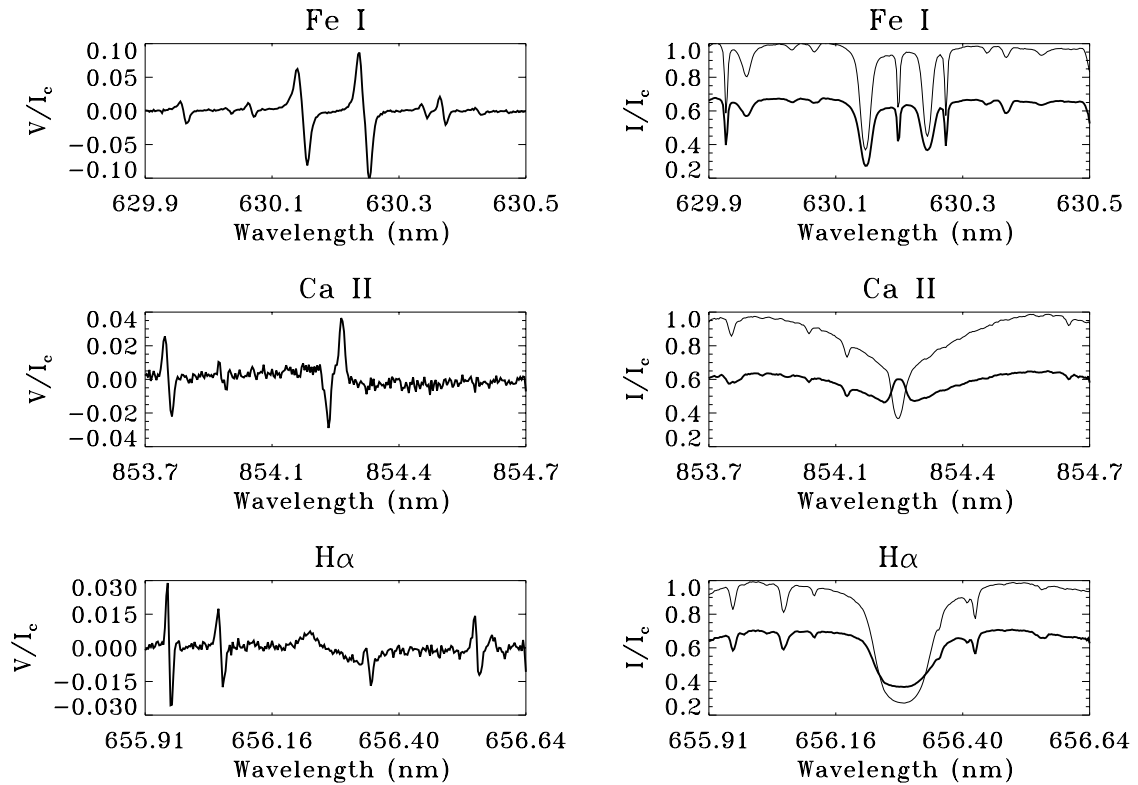 Fe I
V/Ic
0.10
0.05
0.00
−0.05
−0.10
629.9 630.1 630.3 630.5
Wavelength (nm)
Fe I
I/Ic
1.0
0.8
0.6
0.4
0.2
629.9 630.1 630.3 630.5
Wavelength (nm)
Ca II
V/Ic
0.04
0.02
0.00
−0.02
−0.04
853.7 854.1 854.4 854.7
Wavelength (nm)
Ca II
I/Ic
1.0
0.8
0.6
0.4
0.2
853.7 854.1 854.4 854.7
Wavelength (nm)
Hα
V/Ic
0.030
0.015
0.000
−0.015
−0.030
655.91 656.16 656.40 656.64
Wavelength (nm)
Hα
I/Ic
1.0
0.8
0.6
0.4
0.2
655.91 656.16 656.40 656.64
Wavelength (nm)